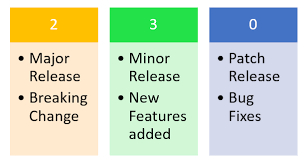 2
• Major
Release
• Breaking
Change
3
• Minor
Release
• New
Features
added
0
• Patch
Release
• Bug
Fixes